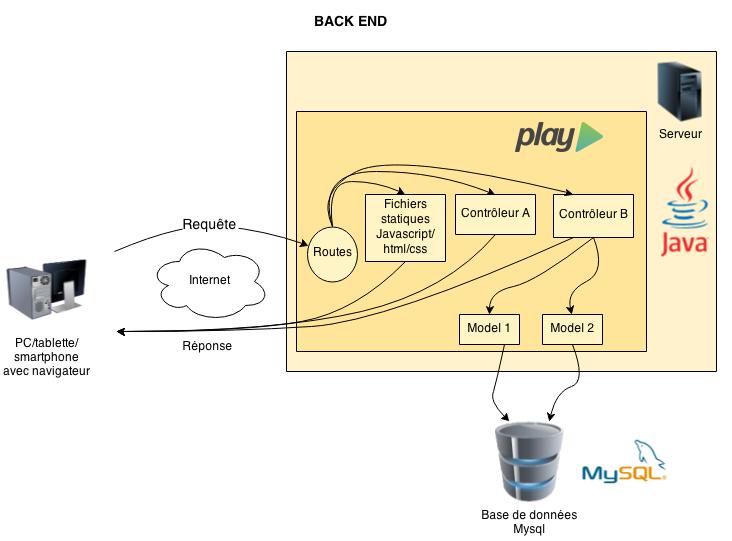 BACK END
Serveur
play
Java
Requête
Internet
Réponse
PC/tablette/
smartphone
avec navigateur
Routes
Fichiers
statiques
Javascript/
html/css
Contrôleur A
Contrôleur B
Model 1
Model 2
MySQL
Base de données
Mysql